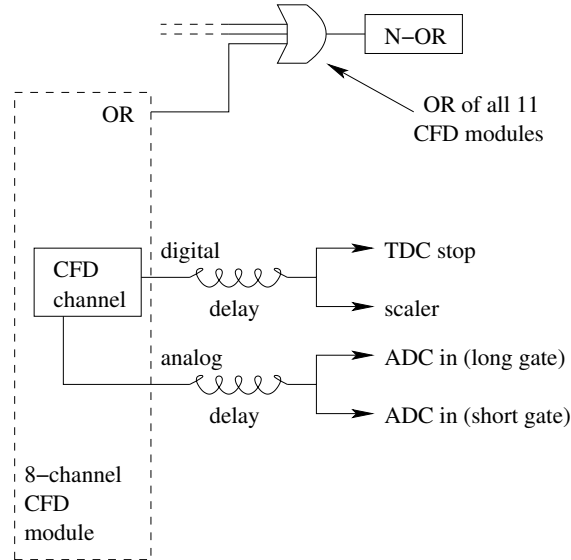 N−OR
OR
OR of all 11
CFD modules
digital
TDC stop
CFD
channel
delay
scaler
analog
ADC in (long gate)
delay
ADC in (short gate)
8−channel
CFD
module